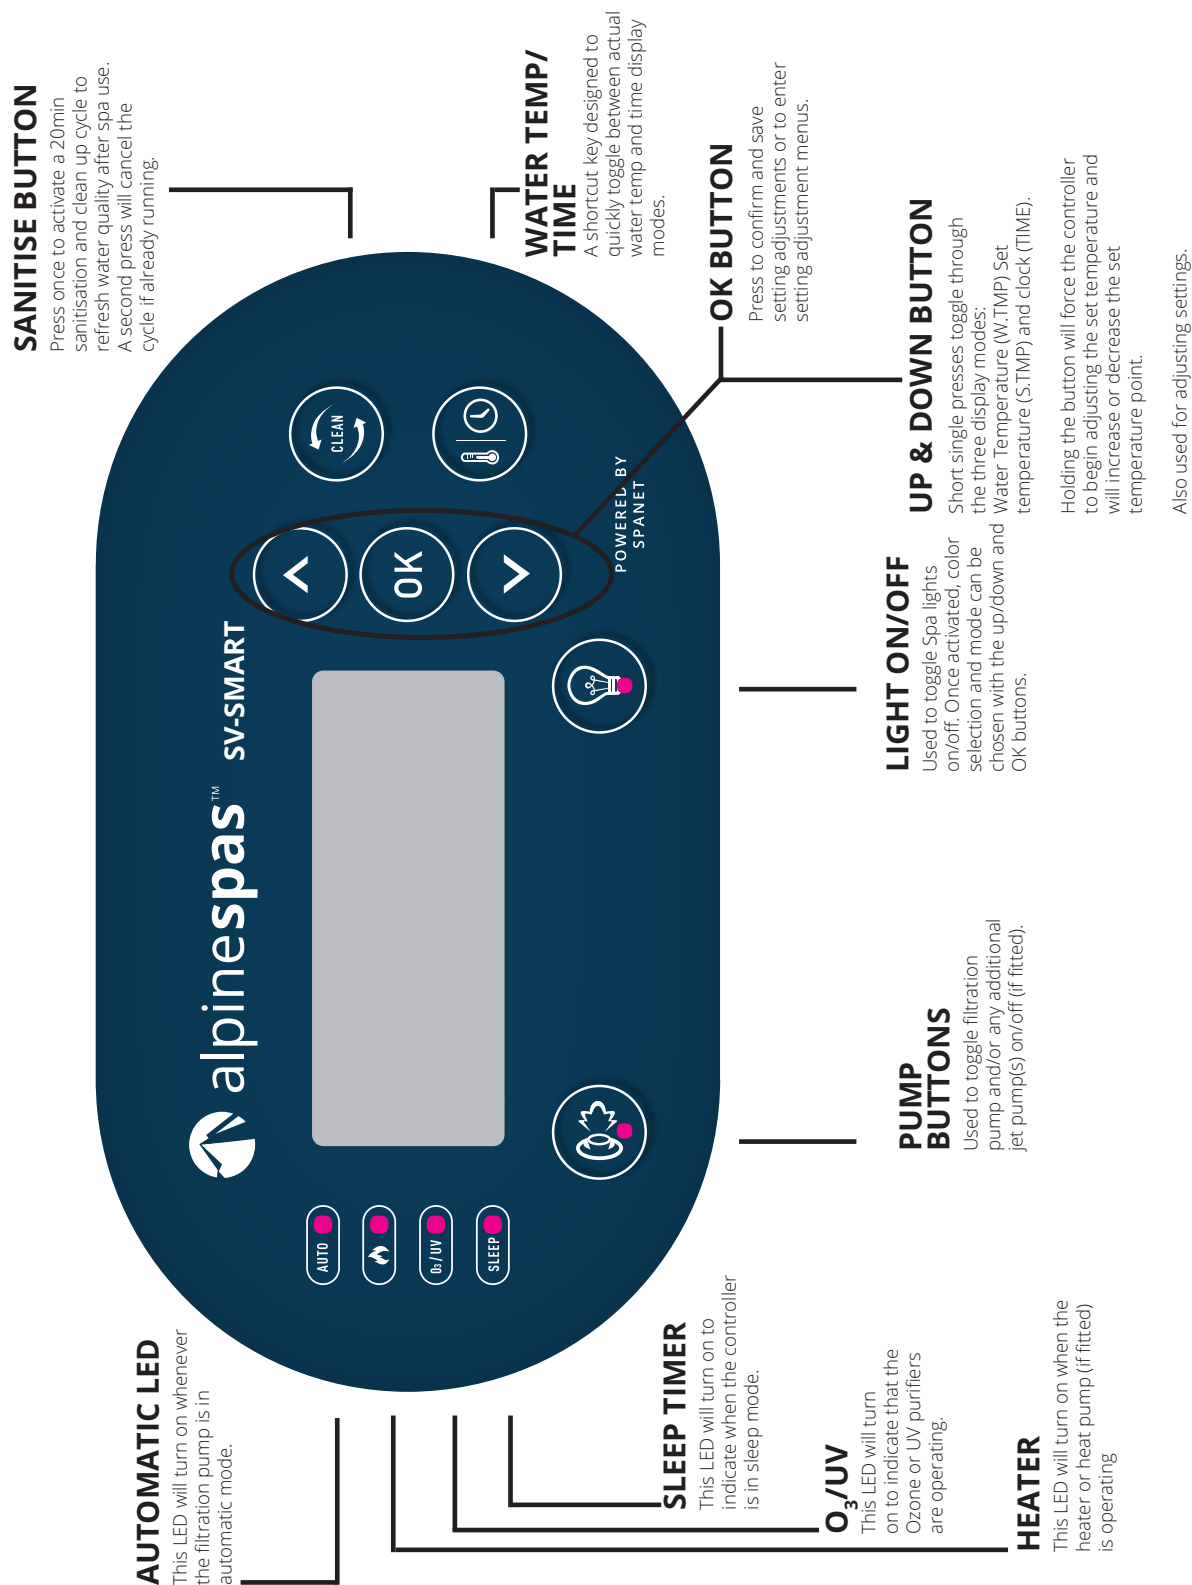 SANITISE BUTTON
Press once to activate a 20min
sanitisation and clean up cycle to
refresh water quality after spa use.
A second press will cancel the
cycle if already running.
WATER TEMP/
TIME
A shortcut key designed to
quickly toggle between actual
water temp and time display
modes.
OK BUTTON
Press to confirm and save
setting adjustments or to enter
setting adjustment menus.
UP & DOWN BUTTON
Short single presses toggle through
the three display modes:
Water Temperature (W.TMP) Set
temperature (S.TMP) and clock (TIME).
Holding the button will force the controller
to begin adjusting the set temperature and
will increase or decrease the set
temperature point.
Also used for adjusting settings.
alpinespas™ SV-SMART
CLEAN
OK
POWERED BY
SPANET
AUTO
O3/UV
SLEEP
LIGHT ON/OFF
Used to toggle Spa lights
on/off. Once activated, color
selection and mode can be
chosen with the up/down and
OK buttons.
PUMP
BUTTONS
Used to toggle filtration
pump and/or any additional
jet pump(s) on/off (if fitted).
AUTOMATIC LED
This LED will turn on whenever
the filtration pump is in
automatic mode.
SLEEP TIMER
This LED will turn on to
indicate when the controller
is in sleep mode.
O3/UV
This LED will turn
on to indicate that the
Ozone or UV purifiers
are operating.
HEATER
This LED will turn on when the
heater or heat pump (if fitted)
is operating